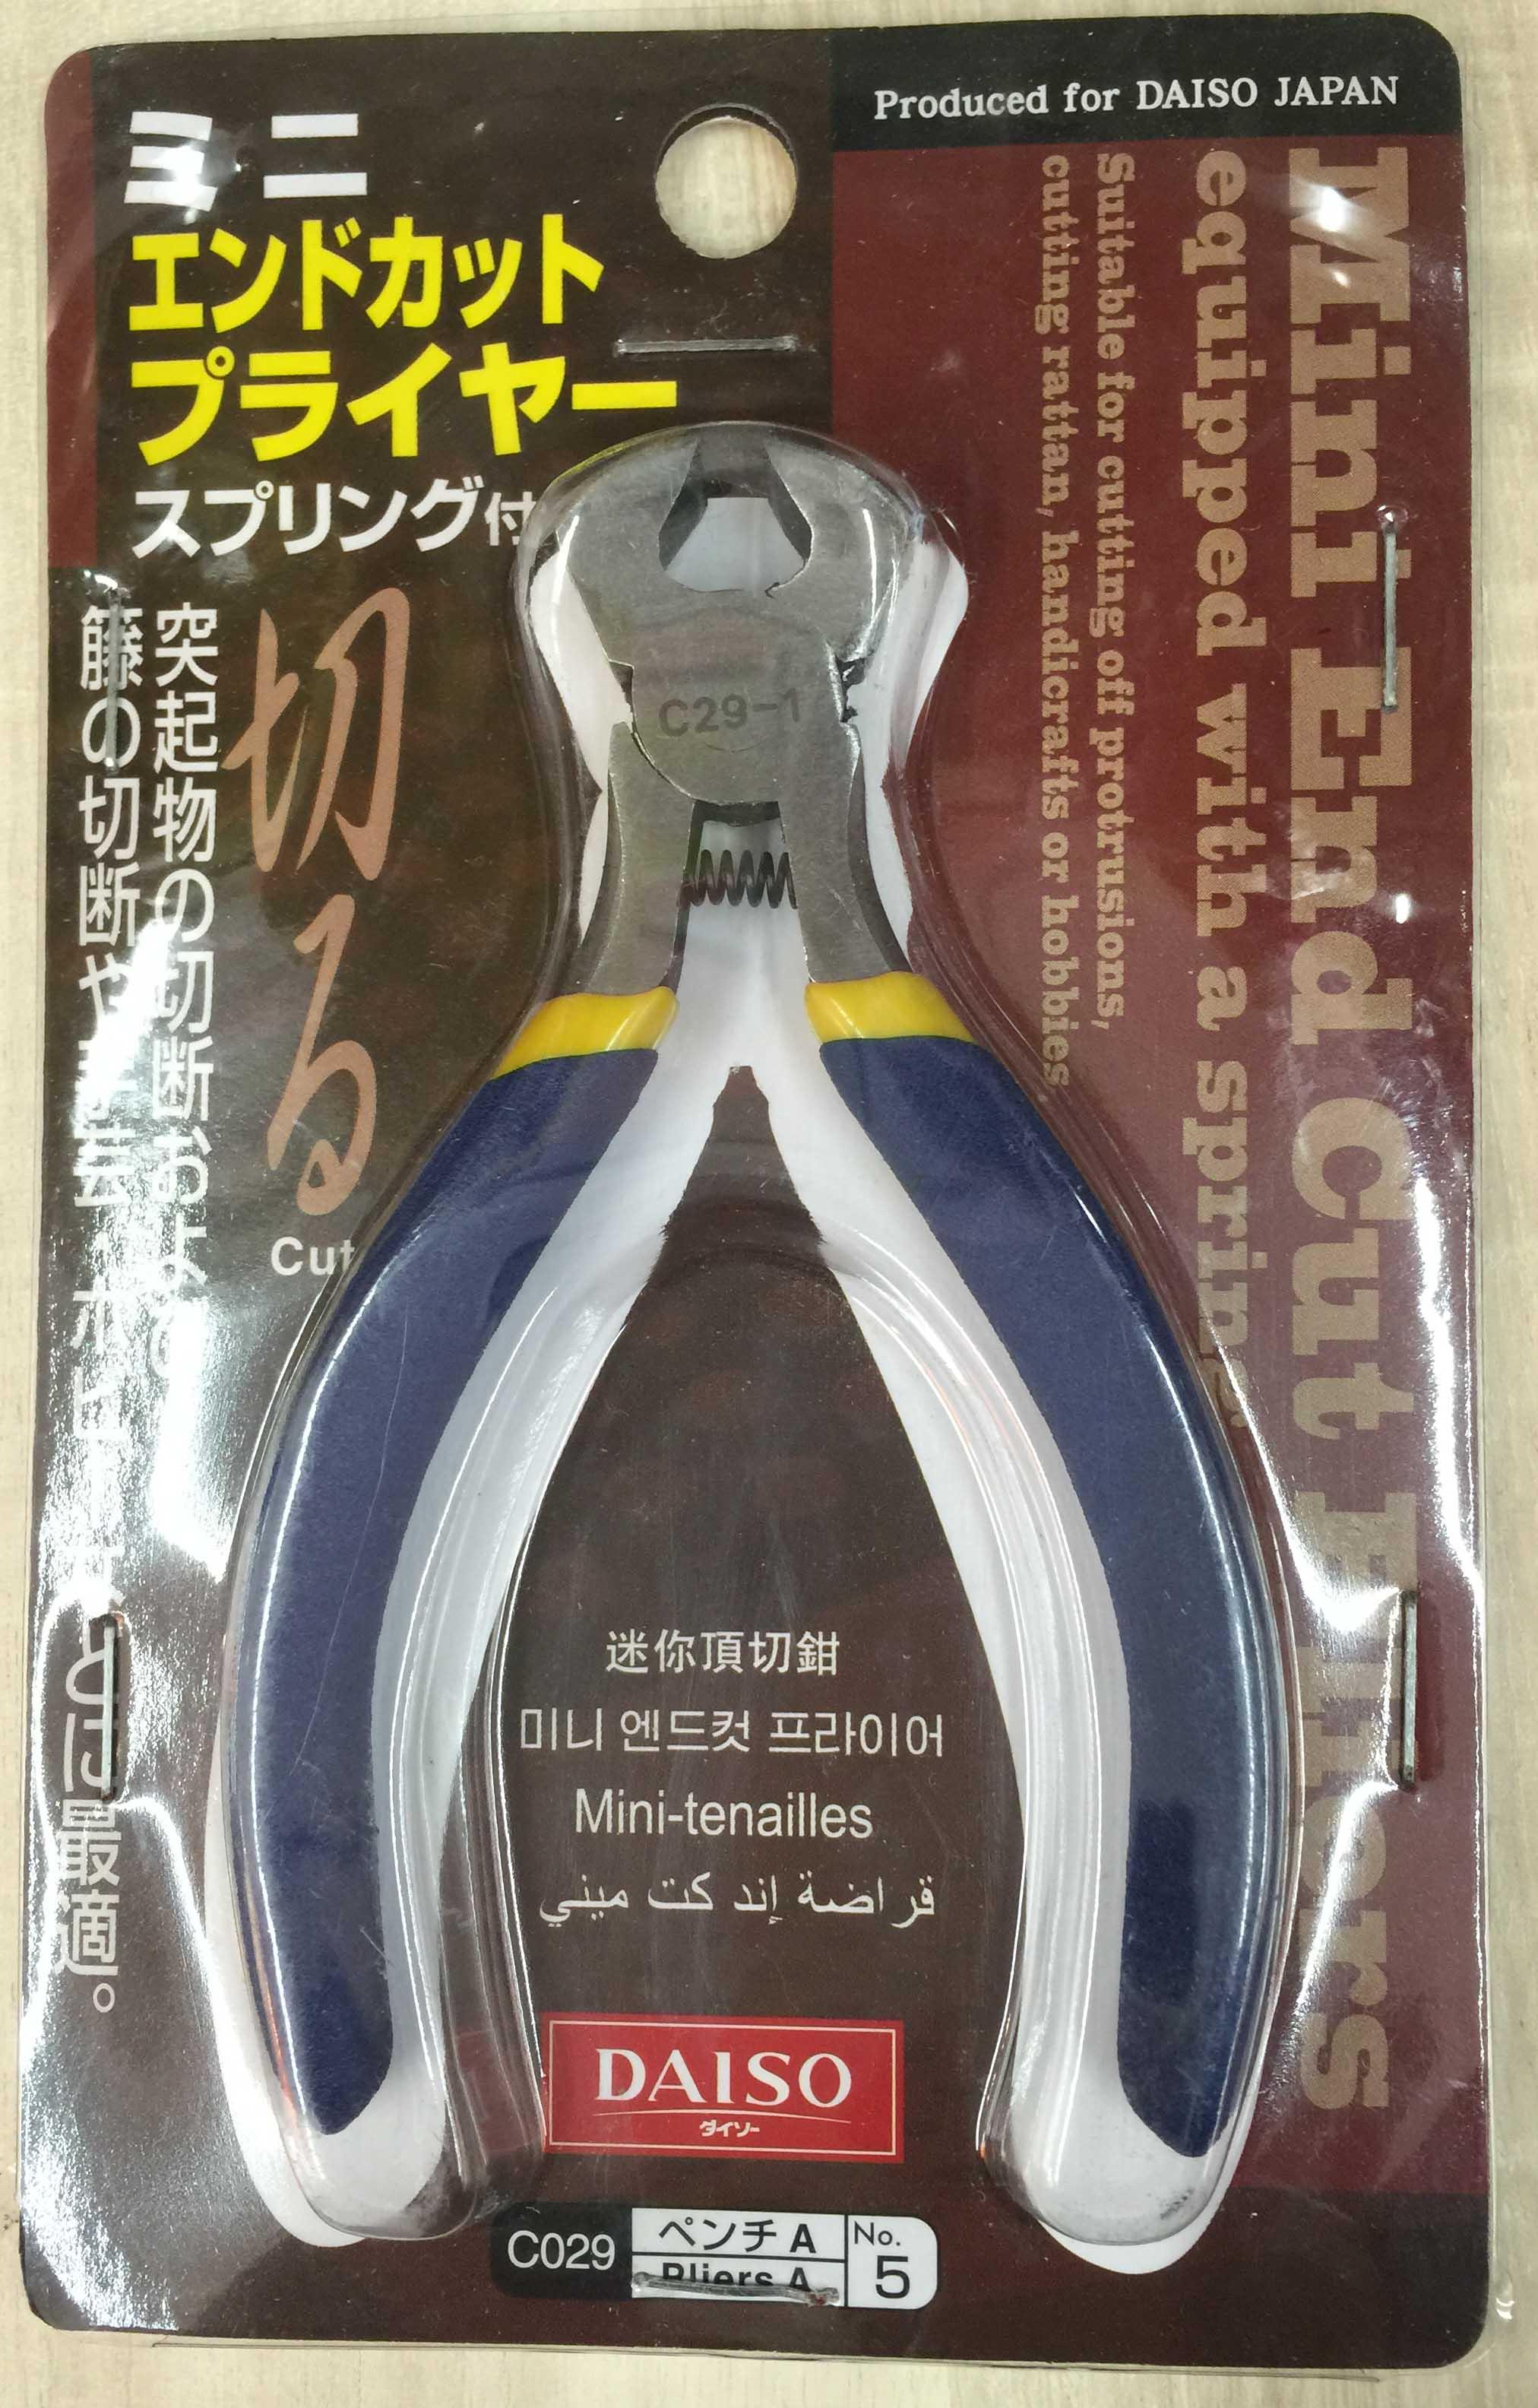 Produced for DAISO JAPAN
ミニ
エンドカット
プライヤー
スプリング付
切る
Cut
突起物の切断および
籐の切断や
最適。
Mini End Cut Pliers
equipped with a spring.
Suitable for cutting off protrusions,
cutting rattan, handicrafts or hobbies
C29-1
迷你頂切鉗
미니 엔드컷 프라이어
Mini-tenailles
قراضة إند كت ميني
DAISO
ダイソー
C029
ペンチA
Pliers A
No.
5